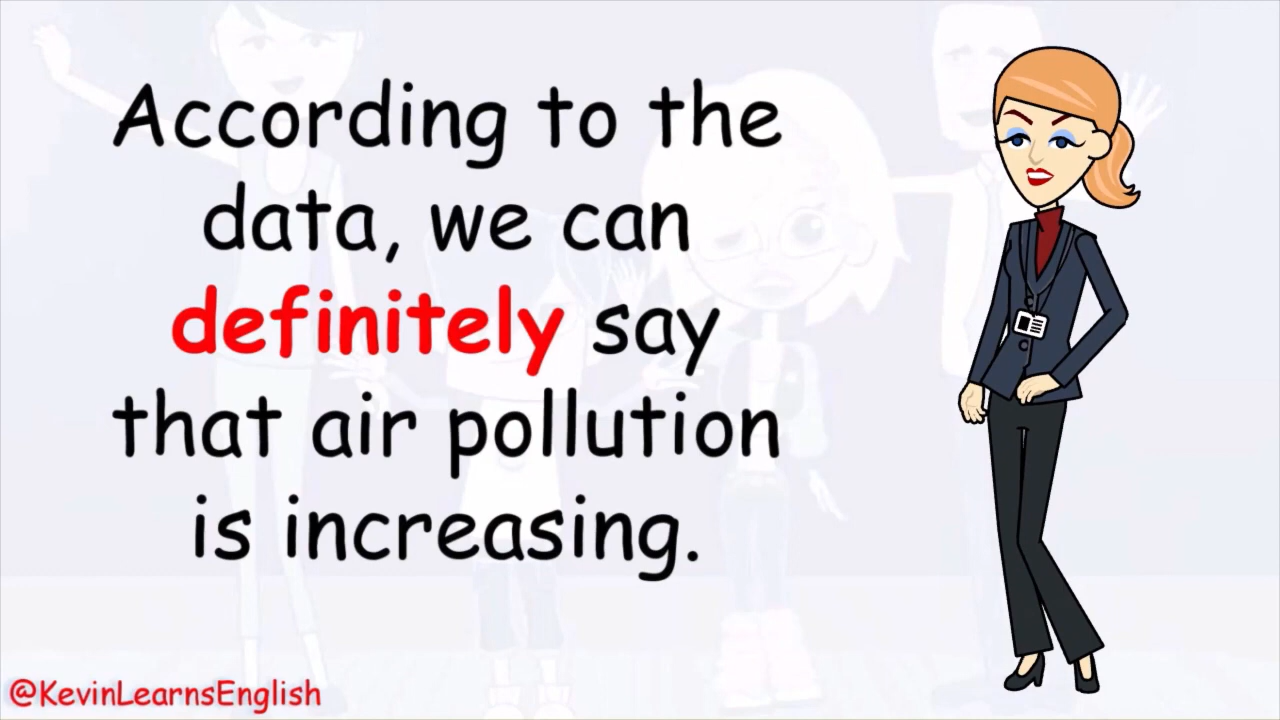 According to the
data, we can
definitely say
that air pollution
is increasing.
@KevinLearnsEnglish